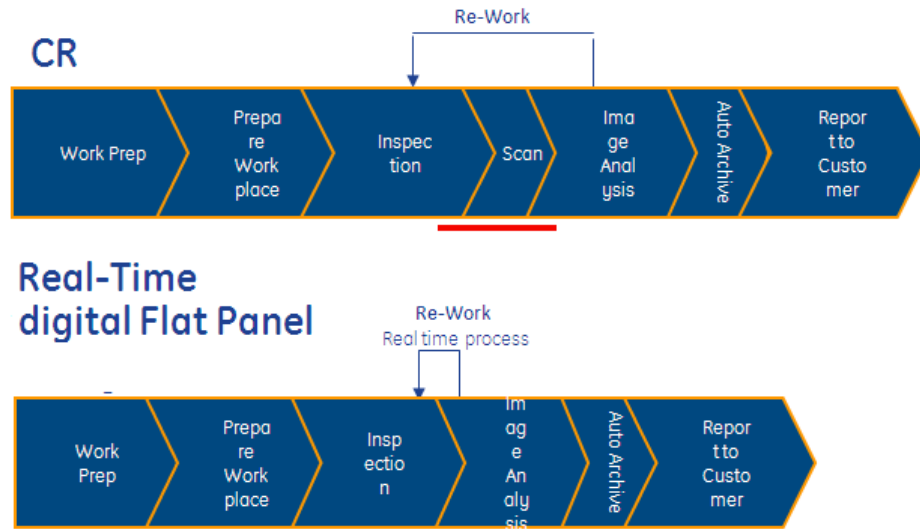 Re-Work
CR
Work Prep
Prepa
re
Work
place
Inspec
tion
Scan
Ima
ge
Anal
ysis
Auto Archive
Repor
t to
Custo
mer
Real-Time
digital Flat Panel
Re-Work
Real time process
Work
Prep
Prepa
re
Work
place
Insp
ectio
n
Im
ag
e
An
aly
sis
Auto Archive
Repor
t to
Custo
mer